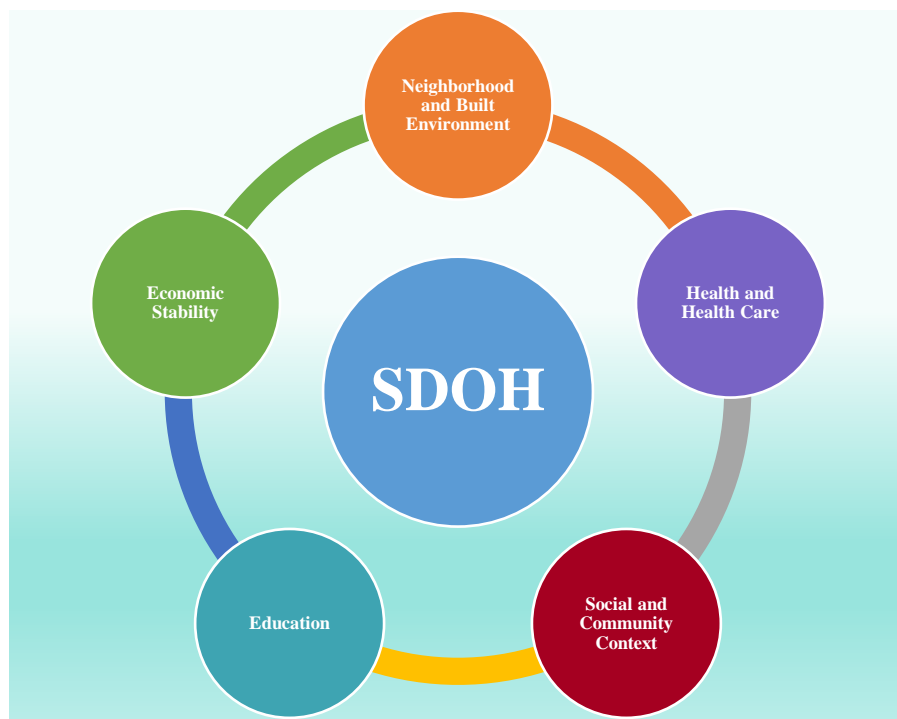 Neighborhood
and Built
Environment
Economic
Stability
Health and
Health Care
SDOH
Education
Social and
Community
Context